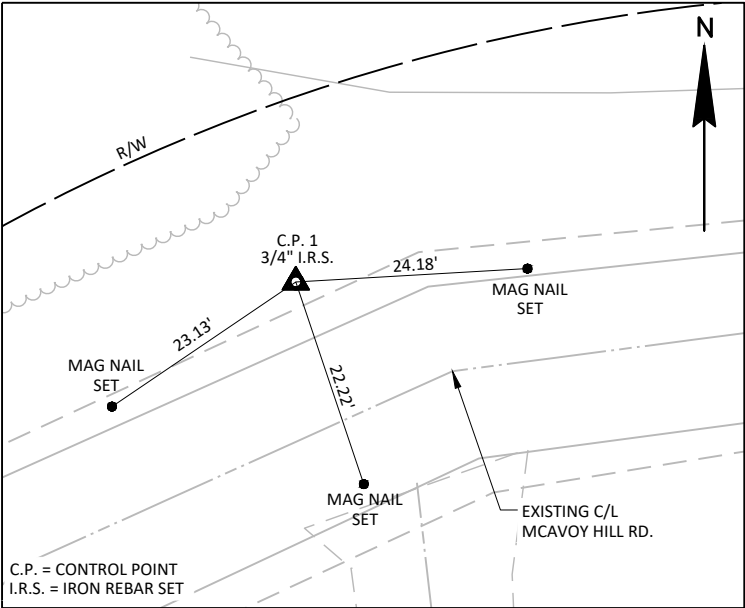 N
R/W
C.P. 1
3/4" I.R.S.
24.18'
MAG NAIL
SET
23.13'
MAG NAIL
SET
22.22'
MAG NAIL
SET
EXISTING C/L
MCAVOY HILL RD.
C.P. = CONTROL POINT
I.R.S. = IRON REBAR SET